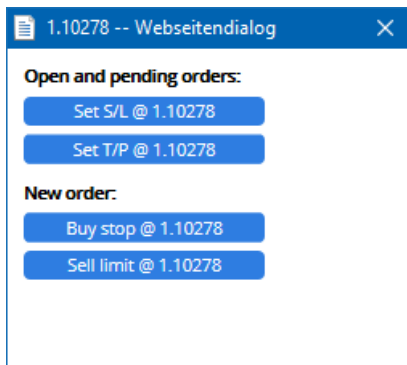 1.10278 -- Webseitendialog
Open and pending orders:
Set S/L @ 1.10278
Set T/P @ 1.10278
New order:
Buy stop @ 1.10278
Sell limit @ 1.10278